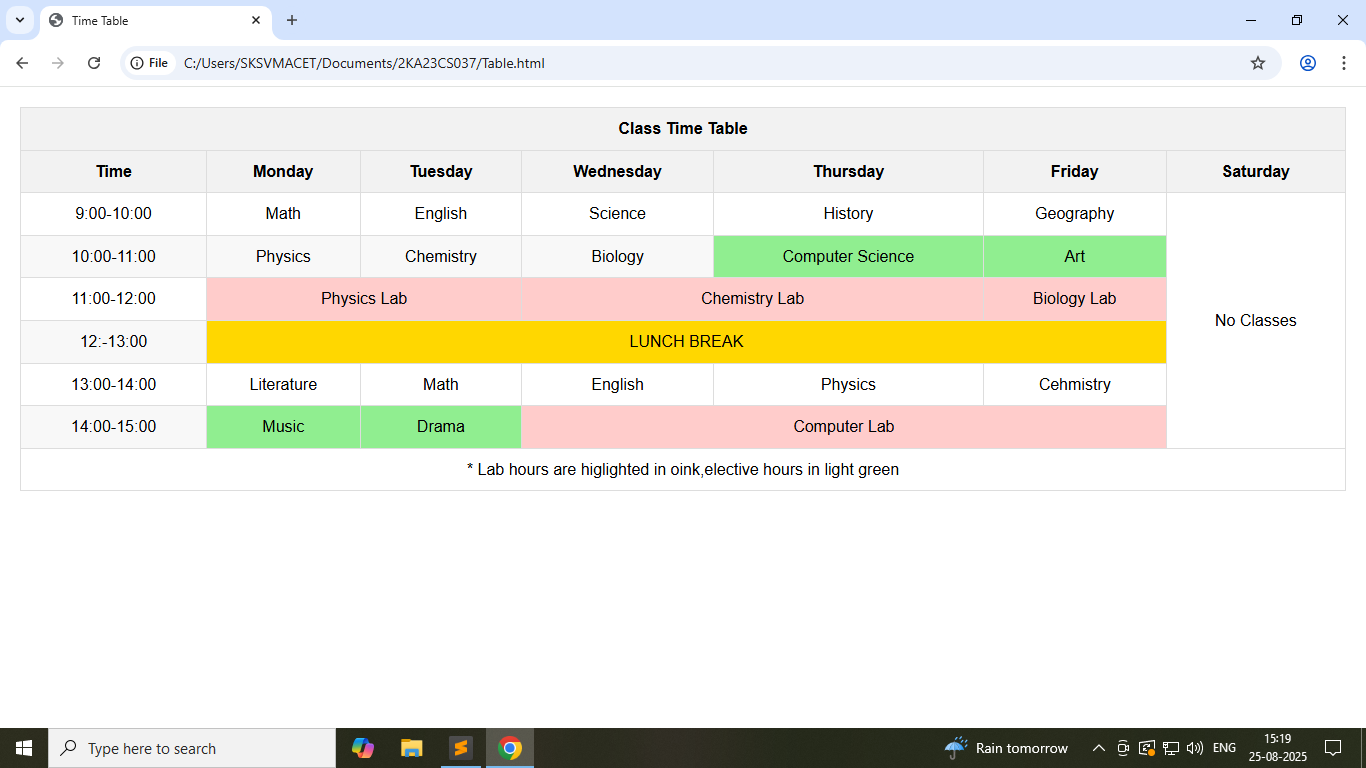 Time Table
File C:/Users/SKSVMACET/Documents/2KA23CS037/Table.html
Class Time Table
Time Monday Tuesday Wednesday Thursday Friday Saturday
9:00-10:00 Math English Science History Geography
10:00-11:00 Physics Chemistry Biology Computer Science Art
11:00-12:00 Physics Lab Chemistry Lab Biology Lab
No Classes
12:-13:00 LUNCH BREAK
13:00-14:00 Literature Math English Physics Cehmistry
14:00-15:00 Music Drama Computer Lab
* Lab hours are higlighted in oink,elective hours in light green
Type here to search Rain tomorrow ENG 15:19
25-08-2025